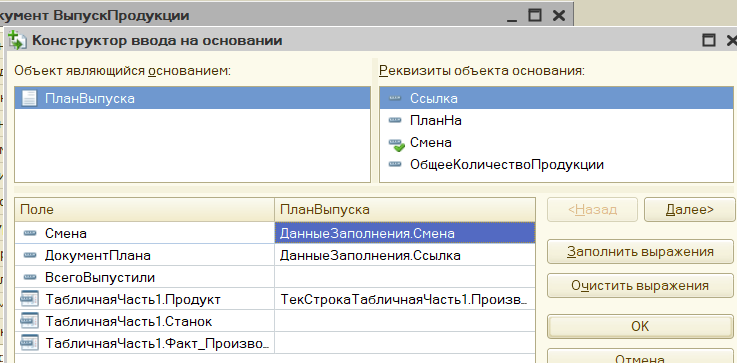 кумент ВыпускПродукции
Конструктор ввода на основании
Объект являющийся основанием:
Реквизиты объекта основания:
ПланВыпуска
Ссылка
ПланНа
Смена
ОбщееКоличествоПродукции
Поле
ПланВыпуска
<Назад
Далее>
Смена
ДанныеЗаполнения.Смена
ДокументПлана
ДанныеЗаполнения.Ссылка
Заполнить выражения
ВсегоВыпустили
Очистить выражения
ТабличнаяЧасть1.Продукт
ТекСтрокаТабличнаяЧасть1.Произв...
ТабличнаяЧасть1.Станок
OK
ТабличнаяЧасть1.Факт_Произво...
Отмена